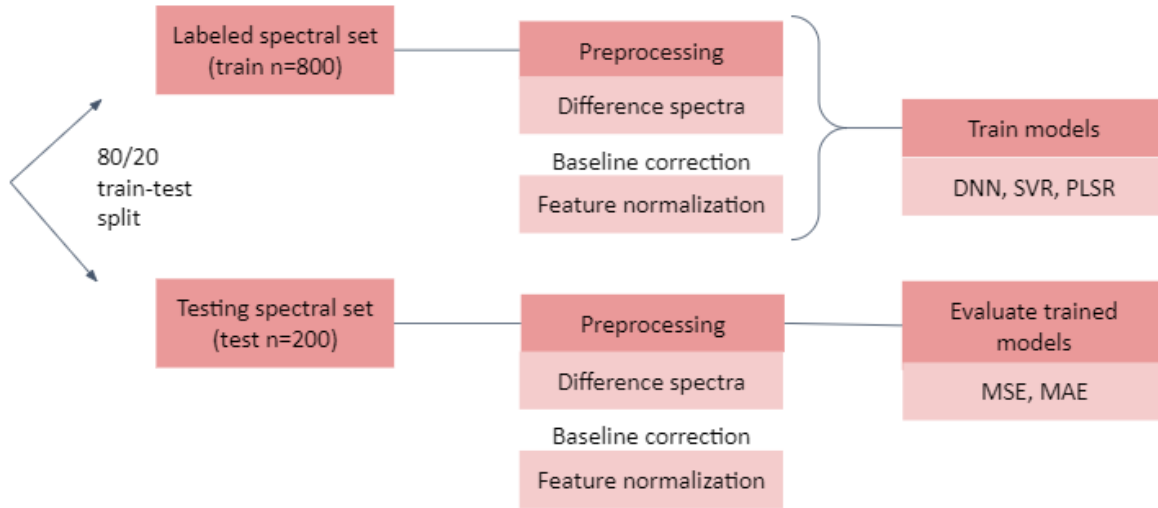 80/20
train-test
split
Labeled spectral set
(train n=800)
Preprocessing
Difference spectra
Baseline correction
Feature normalization
Train models
DNN, SVR, PLSR
Testing spectral set
(test n=200)
Preprocessing
Difference spectra
Baseline correction
Feature normalization
Evaluate trained
models
MSE, MAE